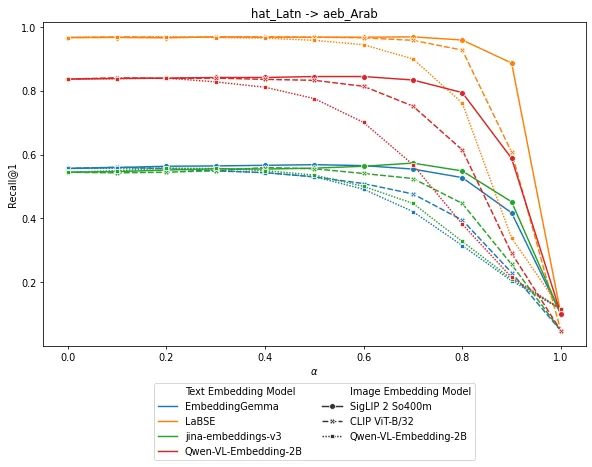 hat_Latn -> aeb_Arab
Recall@1
1.0
0.8
0.6
0.4
0.2
0.0 0.2 0.4 0.6 0.8 1.0
α
Text Embedding Model Image Embedding Model
EmbeddingGemma SigLIP 2 So400m
LaBSE CLIP ViT-B/32
jina-embeddings-v3 Qwen-VL-Embedding-2B
Qwen-VL-Embedding-2B